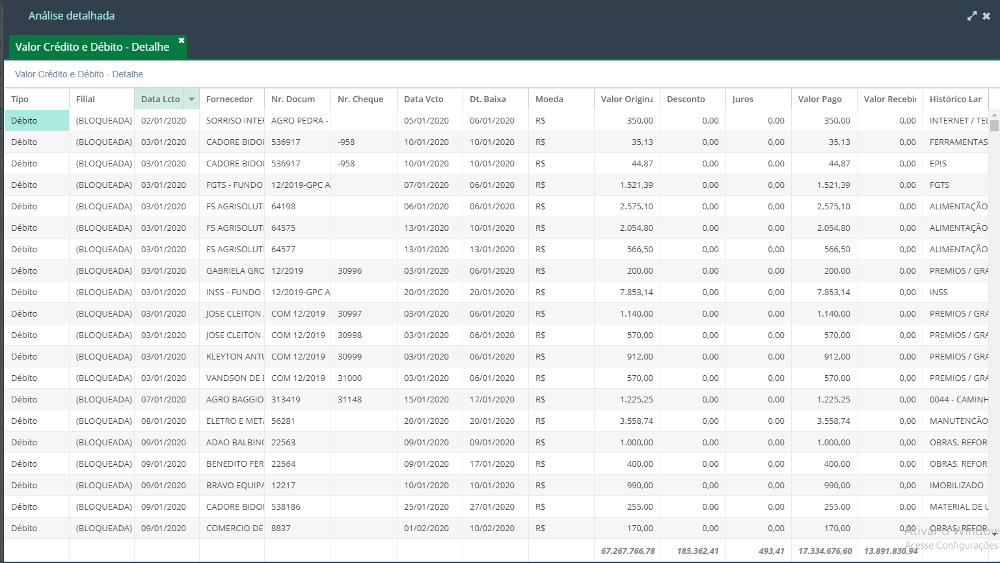 Análise detalhada
Valor Crédito e Débito - Detalhe
Valor Crédito e Débito - Detalhe
Tipo Filial Data Lcto Fornecedor Nr. Docum Nr. Cheque Data Vcto Dt. Baixa Moeda Valor Origina Desconto Juros Valor Pago Valor Recebi Histórico Lar
Débito (BLOQUEADA) 02/01/2020 SORRISO INTER AGRO PEDRA - 05/01/2020 06/01/2020 R$ 350,00 0,00 0,00 350,00 0,00 INTERNET / TEL
Débito (BLOQUEADA) 03/01/2020 CADORE BIDOI 536917 -958 10/01/2020 10/01/2020 R$ 35,13 0,00 0,00 35,13 0,00 FERRAMENTAS
Débito (BLOQUEADA) 03/01/2020 CADORE BIDOI 536917 -958 10/01/2020 10/01/2020 R$ 44,87 0,00 0,00 44,87 0,00 EPIS
Débito (BLOQUEADA) 03/01/2020 FGTS - FUNDO 12/2019-GPC A 07/01/2020 06/01/2020 R$ 1.521,39 0,00 0,00 1.521,39 0,00 FGTS
Débito (BLOQUEADA) 03/01/2020 FS AGRISOLUTI 64198 06/01/2020 06/01/2020 R$ 2.575,10 0,00 0,00 2.575,10 0,00 ALIMENTAÇÃO
Débito (BLOQUEADA) 03/01/2020 FS AGRISOLUTI 64575 13/01/2020 10/01/2020 R$ 2.054,80 0,00 0,00 2.054,80 0,00 ALIMENTAÇÃO
Débito (BLOQUEADA) 03/01/2020 FS AGRISOLUTI 64577 13/01/2020 13/01/2020 R$ 566,50 0,00 0,00 566,50 0,00 ALIMENTAÇÃO
Débito (BLOQUEADA) 03/01/2020 GABRIELA GRO 12/2019 30996 03/01/2020 06/01/2020 R$ 200,00 0,00 0,00 200,00 0,00 PREMIOS / GRA
Débito (BLOQUEADA) 03/01/2020 INSS - FUNDO 12/2019-GPC A 20/01/2020 20/01/2020 R$ 7.853,14 0,00 0,00 7.853,14 0,00 INSS
Débito (BLOQUEADA) 03/01/2020 JOSE CLEITON COM 12/2019 30997 03/01/2020 06/01/2020 R$ 1.140,00 0,00 0,00 1.140,00 0,00 PREMIOS / GRA
Débito (BLOQUEADA) 03/01/2020 JOSE CLEITON COM 12/2019 30998 03/01/2020 06/01/2020 R$ 570,00 0,00 0,00 570,00 0,00 PREMIOS / GRA
Débito (BLOQUEADA) 03/01/2020 KLEYTON ANTU COM 12/2019 30999 03/01/2020 06/01/2020 R$ 912,00 0,00 0,00 912,00 0,00 PREMIOS / GRA
Débito (BLOQUEADA) 03/01/2020 VANDSON DE COM 12/2019 31000 03/01/2020 06/01/2020 R$ 570,00 0,00 0,00 570,00 0,00 PREMIOS / GRA
Débito (BLOQUEADA) 07/01/2020 AGRO BAGGIO 313419 31148 15/01/2020 17/01/2020 R$ 1.225,25 0,00 0,00 1.225,25 0,00 0044 - CAMINH
Débito (BLOQUEADA) 08/01/2020 ELETRO E META 56281 20/01/2020 20/01/2020 R$ 3.558,74 0,00 0,00 3.558,74 0,00 MANUTENCÃO
Débito (BLOQUEADA) 09/01/2020 ADAO BALBINO 22563 09/01/2020 09/01/2020 R$ 1.000,00 0,00 0,00 1.000,00 0,00 OBRAS, REFOR
Débito (BLOQUEADA) 09/01/2020 BENEDITO FER 22564 09/01/2020 17/01/2020 R$ 400,00 0,00 0,00 400,00 0,00 OBRAS, REFOR
Débito (BLOQUEADA) 09/01/2020 BRAVO EQUIPA 12217 10/01/2020 10/01/2020 R$ 990,00 0,00 0,00 990,00 0,00 IMOBILIZADO
Débito (BLOQUEADA) 09/01/2020 CADORE BIDOI 538186 25/01/2020 27/01/2020 R$ 255,00 0,00 0,00 255,00 0,00 MATERIAL DE U
Débito (BLOQUEADA) 09/01/2020 COMERCIO DE 8837 01/02/2020 10/02/2020 R$ 170,00 0,00 0,00 170,00 0,00 OBRAS, REFOR
Ativar o Window
67.267.766,78 185.362,41 493,41 17.334.676,60 13.891.830,94
Acesse Configurações